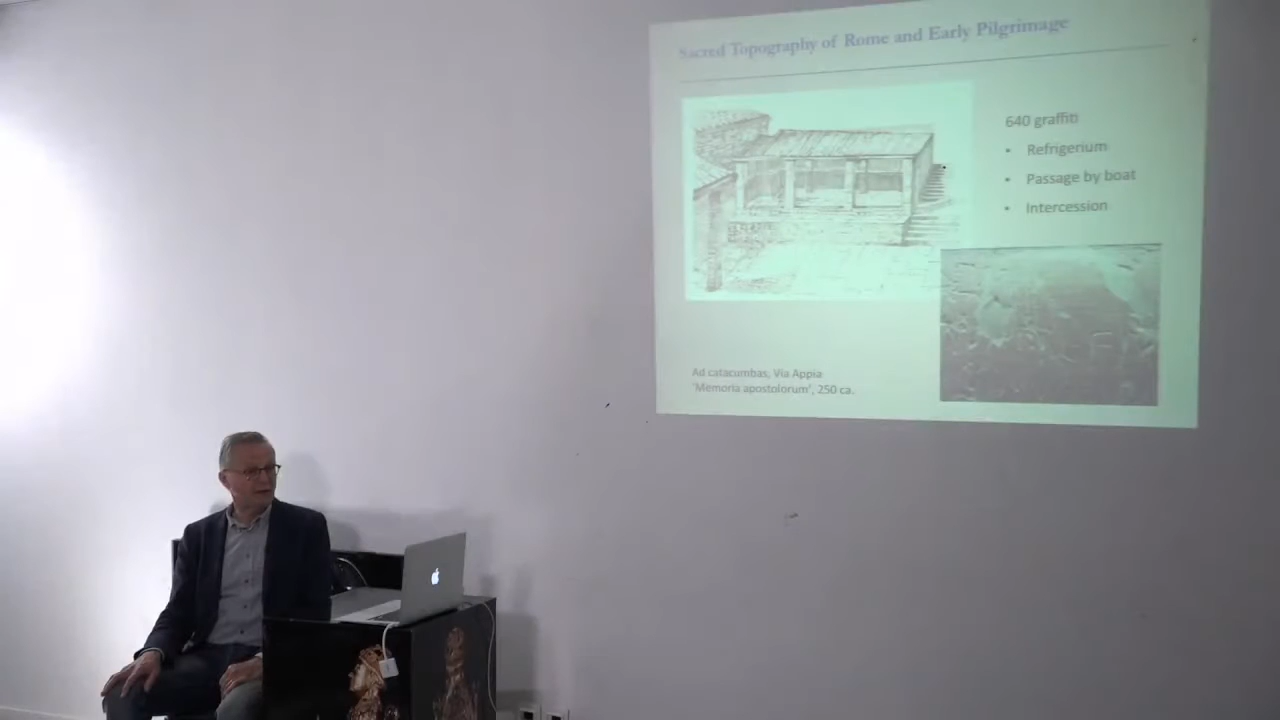 Sacred Topography of Rome and Early Pilgrimage
640 graffiti
• Refrigerium
• Passage by boat
• Intercession
Ad catacumbas, Via Appia
'Memoria apostolorum', 250 ca.